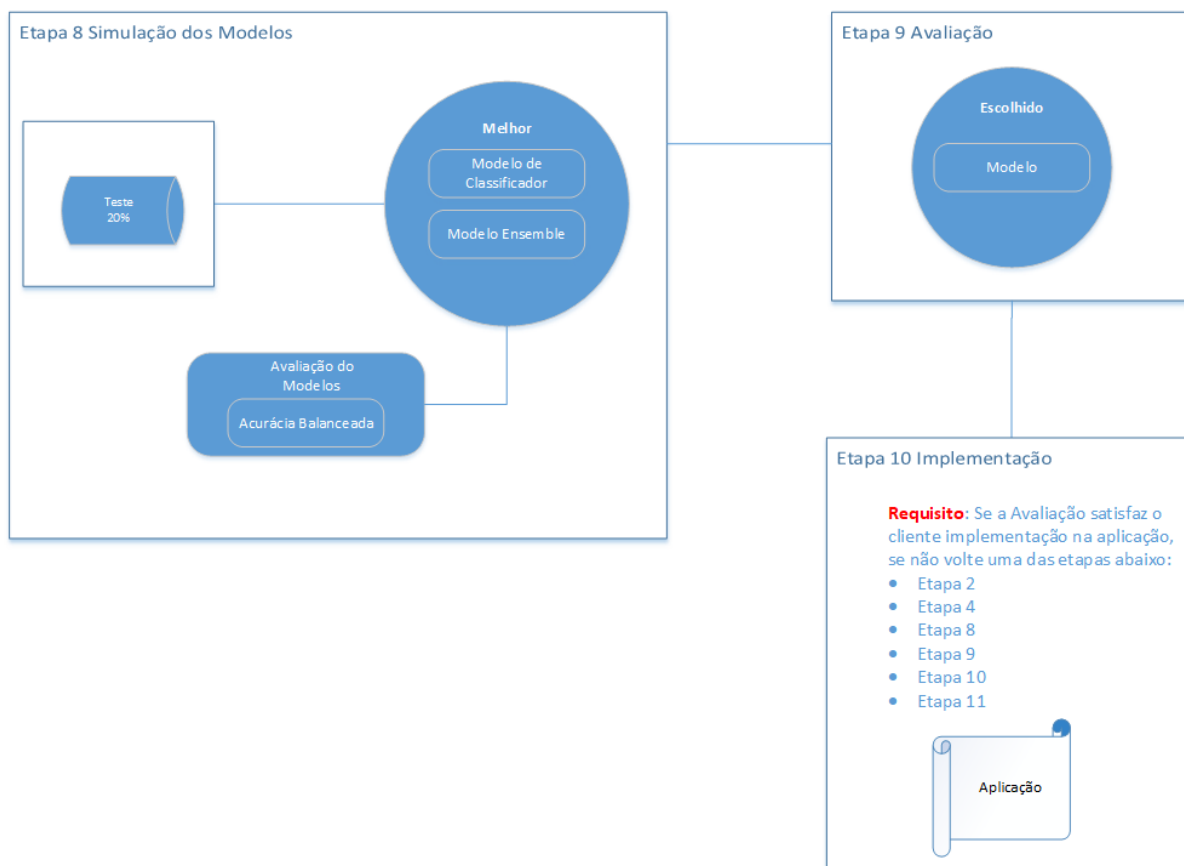 Etapa 8 Simulação dos Modelos
Teste
20%
Melhor
Modelo de
Classificador
Modelo Ensemble
Avaliação do
Modelos
Acurácia Balanceada
Etapa 9 Avaliação
Escolhido
Modelo
Etapa 10 Implementação
Requisito: Se a Avaliação satisfaz o
cliente implementação na aplicação,
se não volte uma das etapas abaixo:
• Etapa 2
• Etapa 4
• Etapa 8
• Etapa 9
• Etapa 10
• Etapa 11
Aplicação